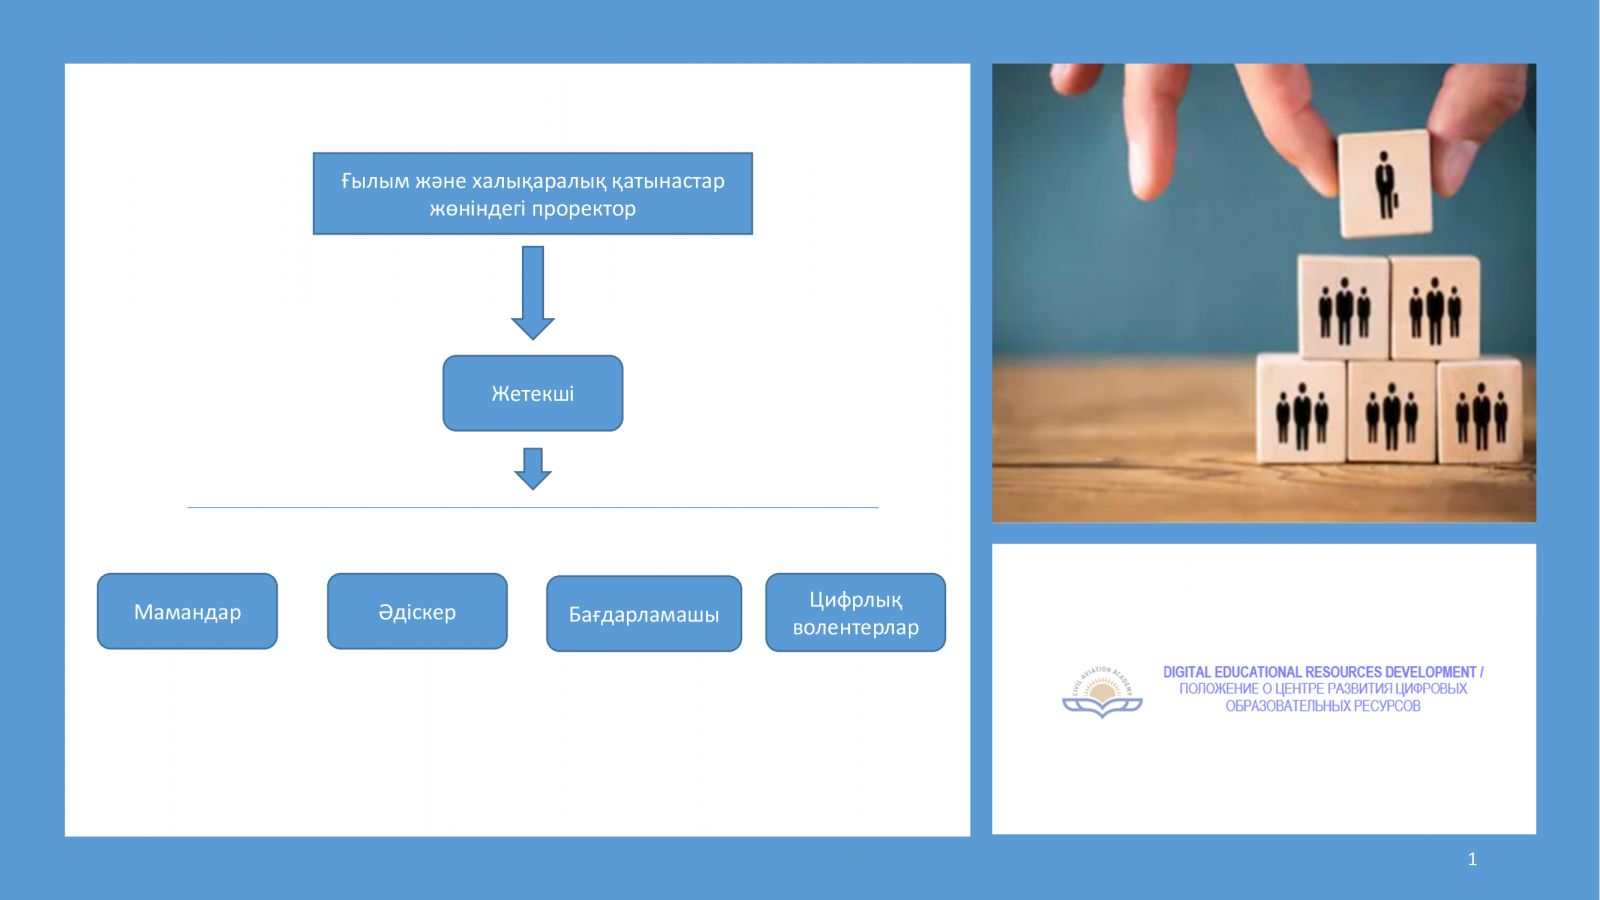 Ғылым және халықаралық қатынастар
жөніндегі проректор
Жетекші
Мамандар
Әдіскер
Бағдарламашы
Цифрлық
волентерлар
CIVIL AVIATION ACADEMY
DIGITAL EDUCATIONAL RESOURCES DEVELOPMENT /
ПОЛОЖЕНИЕ О ЦЕНТРЕ РАЗВИТИЯ ЦИФРОВЫХ
ОБРАЗОВАТЕЛЬНЫХ РЕСУРСОВ
1